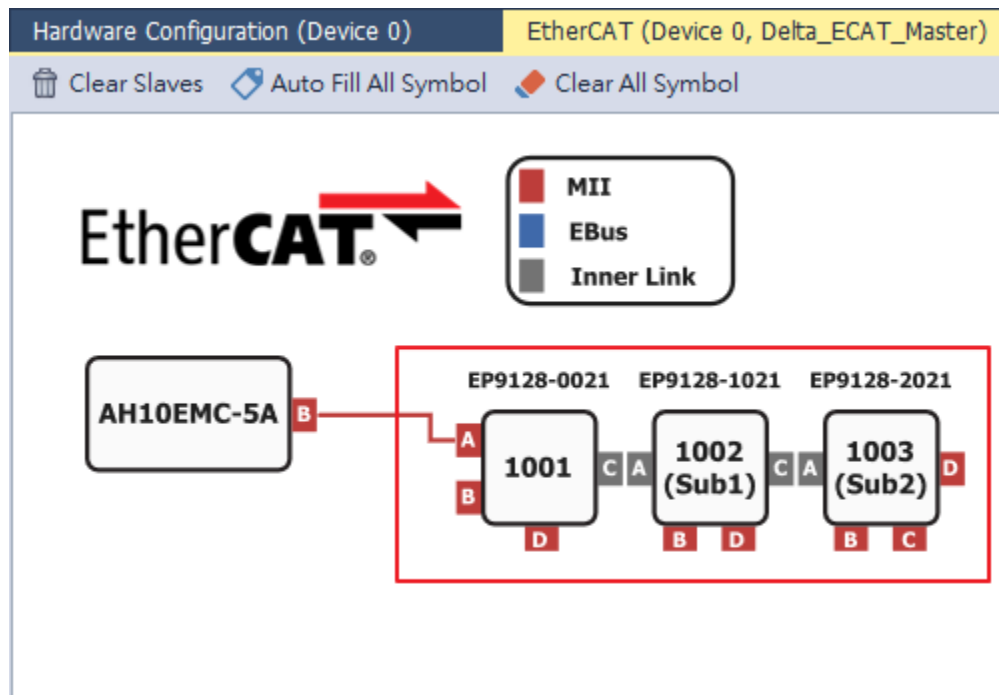 Hardware Configuration (Device 0)
EtherCAT (Device 0, Delta_ECAT_Master)
Clear Slaves
Auto Fill All Symbol
Clear All Symbol
EtherCAT®
MII
EBus
Inner Link
AH10EMC-5A
B
EP9128-0021
EP9128-1021
EP9128-2021
A
B
1001
C
D
A
1002
(Sub1)
C
B
D
A
1003
(Sub2)
D
B
C